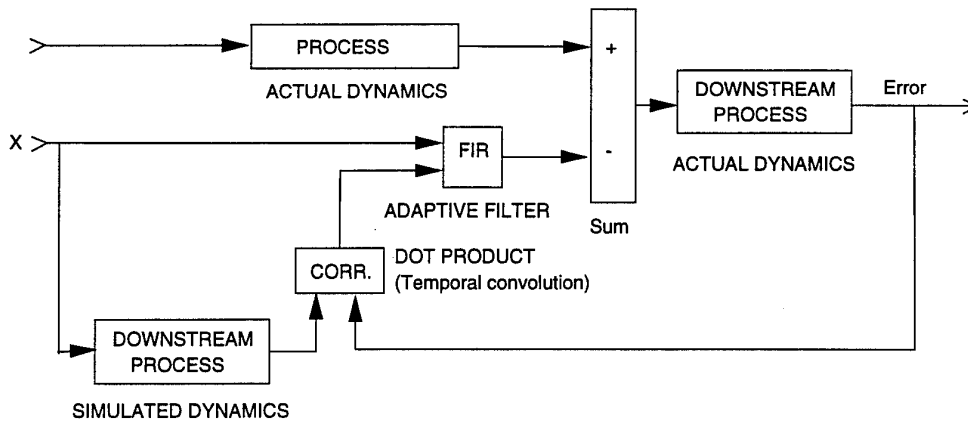 PROCESS
+
ACTUAL DYNAMICS
DOWNSTREAM
PROCESS
Error
X
FIR
-
ACTUAL DYNAMICS
ADAPTIVE FILTER
Sum
CORR.
DOT PRODUCT
(Temporal convolution)
DOWNSTREAM
PROCESS
SIMULATED DYNAMICS